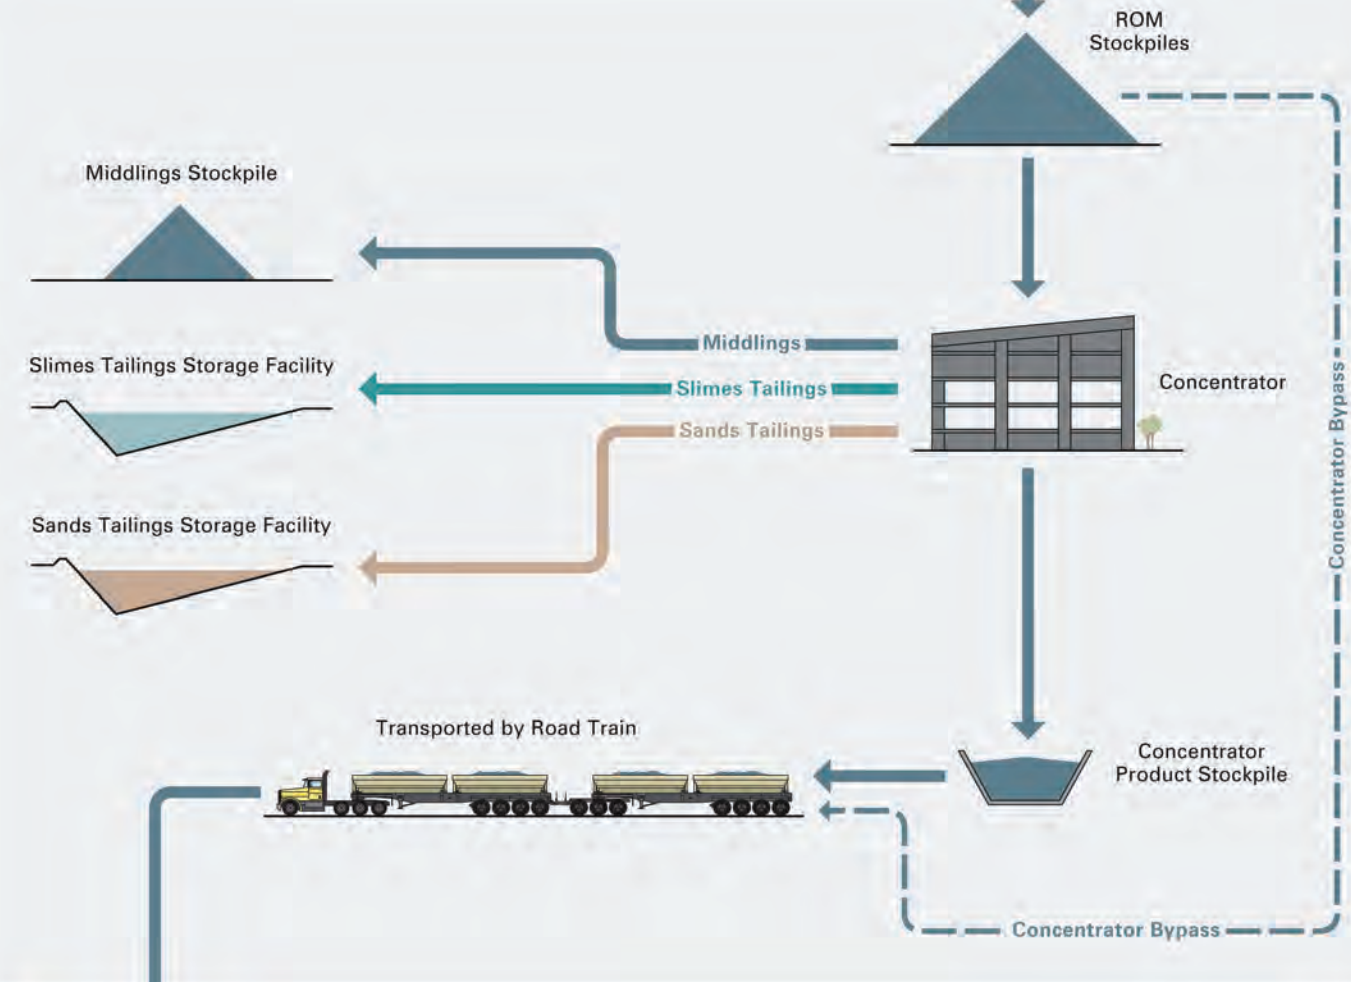 ROM
Stockpiles
Middlings Stockpile
Middlings
Slimes Tailings Storage Facility
Slimes Tailings
Concentrator
Sands Tailings
Concentrator Bypass
Sands Tailings Storage Facility
Transported by Road Train
Concentrator
Product Stockpile
Concentrator Bypass